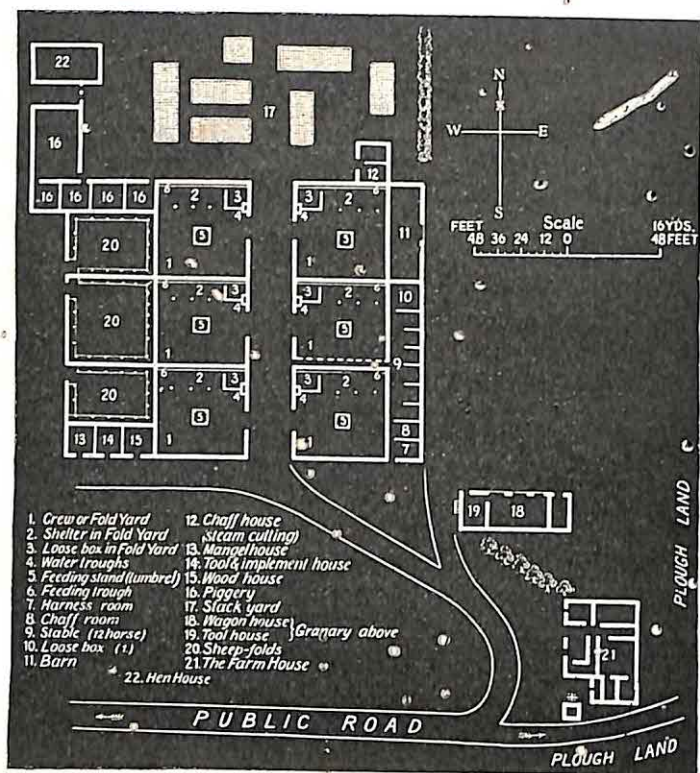 22
16
17
N
W E
S
FEET Scale 16YDS.
48 36 24 12 0 48 FEET
12
16 16 16 16
6 2 3 4 5 1
3 4 2 6 5 1
11
20
6 2 3 4 5 1
3 4 2 6 5 1
10
20
9
6 2 3 4 5 1
3 4 2 6 5 1
20
8
7
13 14 15
19 18
21
1. Crew or Fold Yard
2. Shelter in Fold Yard
3. Loose box in Fold Yard
4. Water troughs
5. Feeding stand (tumbrel)
6. Feeding trough
7. Harness room
8. Chaff room
9. Stable (12 horse)
10. Loose box (1.)
11. Barn
12. Chaff house
(steam cutting)
13. Mangel house
14. Tool & implement house
15. Wood house
16. Piggery
17. Stack yard
18. Wagon house
19. Tool house } Granary above
20. Sheep-folds
21. The Farm House
22. Hen House
PUBLIC ROAD
PLOUGH LAND
PLOUGH LAND